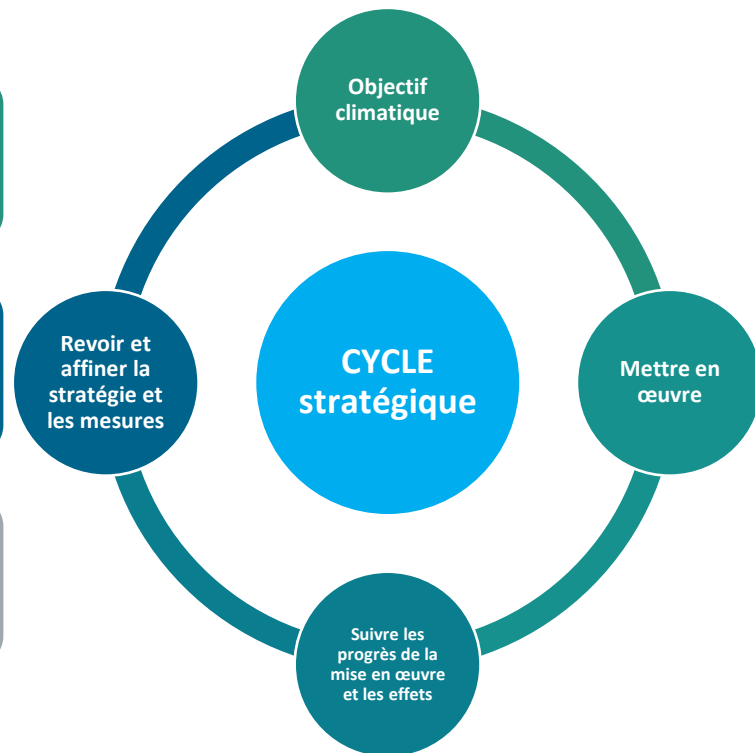 Objectif
climatique
Revoir et
affiner la
stratégie et
les mesures
CYCLE
stratégique
Mettre en
œuvre
Suivre les
progrès de la
mise en œuvre
et les effets